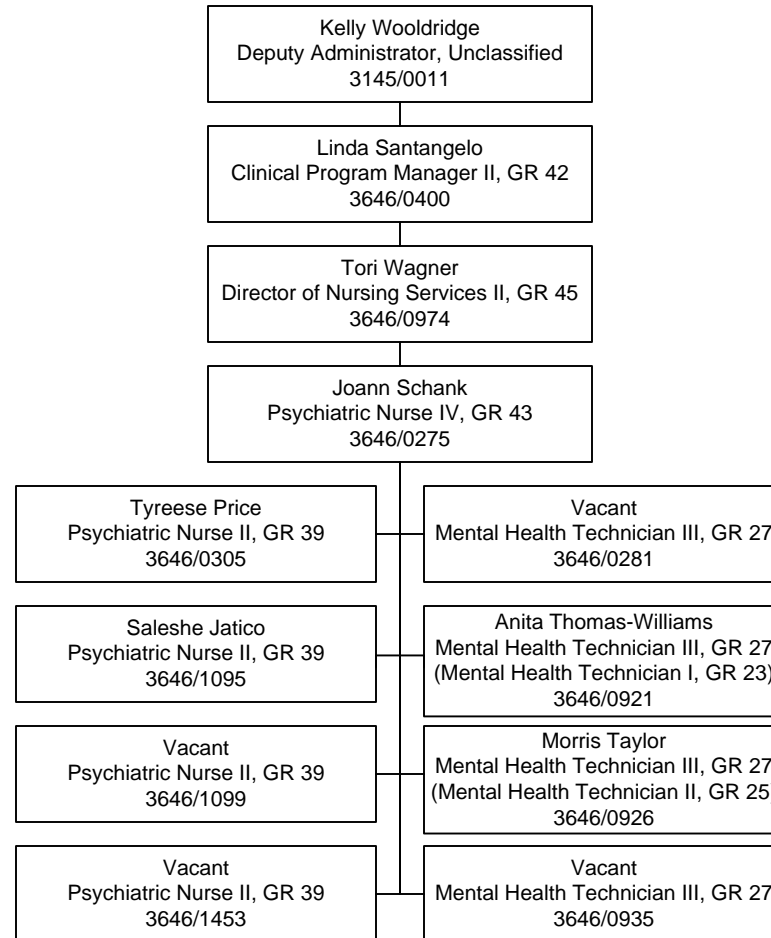 Kelly Wooldridge
Deputy Administrator, Unclassified
3145/0011
Linda Santangelo
Clinical Program Manager II, GR 42
3646/0400
Tori Wagner
Director of Nursing Services II, GR 45
3646/0974
Joann Schank
Psychiatric Nurse IV, GR 43
3646/0275
Tyreese Price
Psychiatric Nurse II, GR 39
3646/0305
Vacant
Mental Health Technician III, GR 27
3646/0281
Saleshe Jatico
Psychiatric Nurse II, GR 39
3646/1095
Anita Thomas-Williams
Mental Health Technician III, GR 27
(Mental Health Technician I, GR 23)
3646/0921
Vacant
Psychiatric Nurse II, GR 39
3646/1099
Morris Taylor
Mental Health Technician III, GR 27
(Mental Health Technician II, GR 25
3646/0926
Vacant
Psychiatric Nurse II, GR 39
3646/1453
Vacant
Mental Health Technician III, GR 27
3646/0935